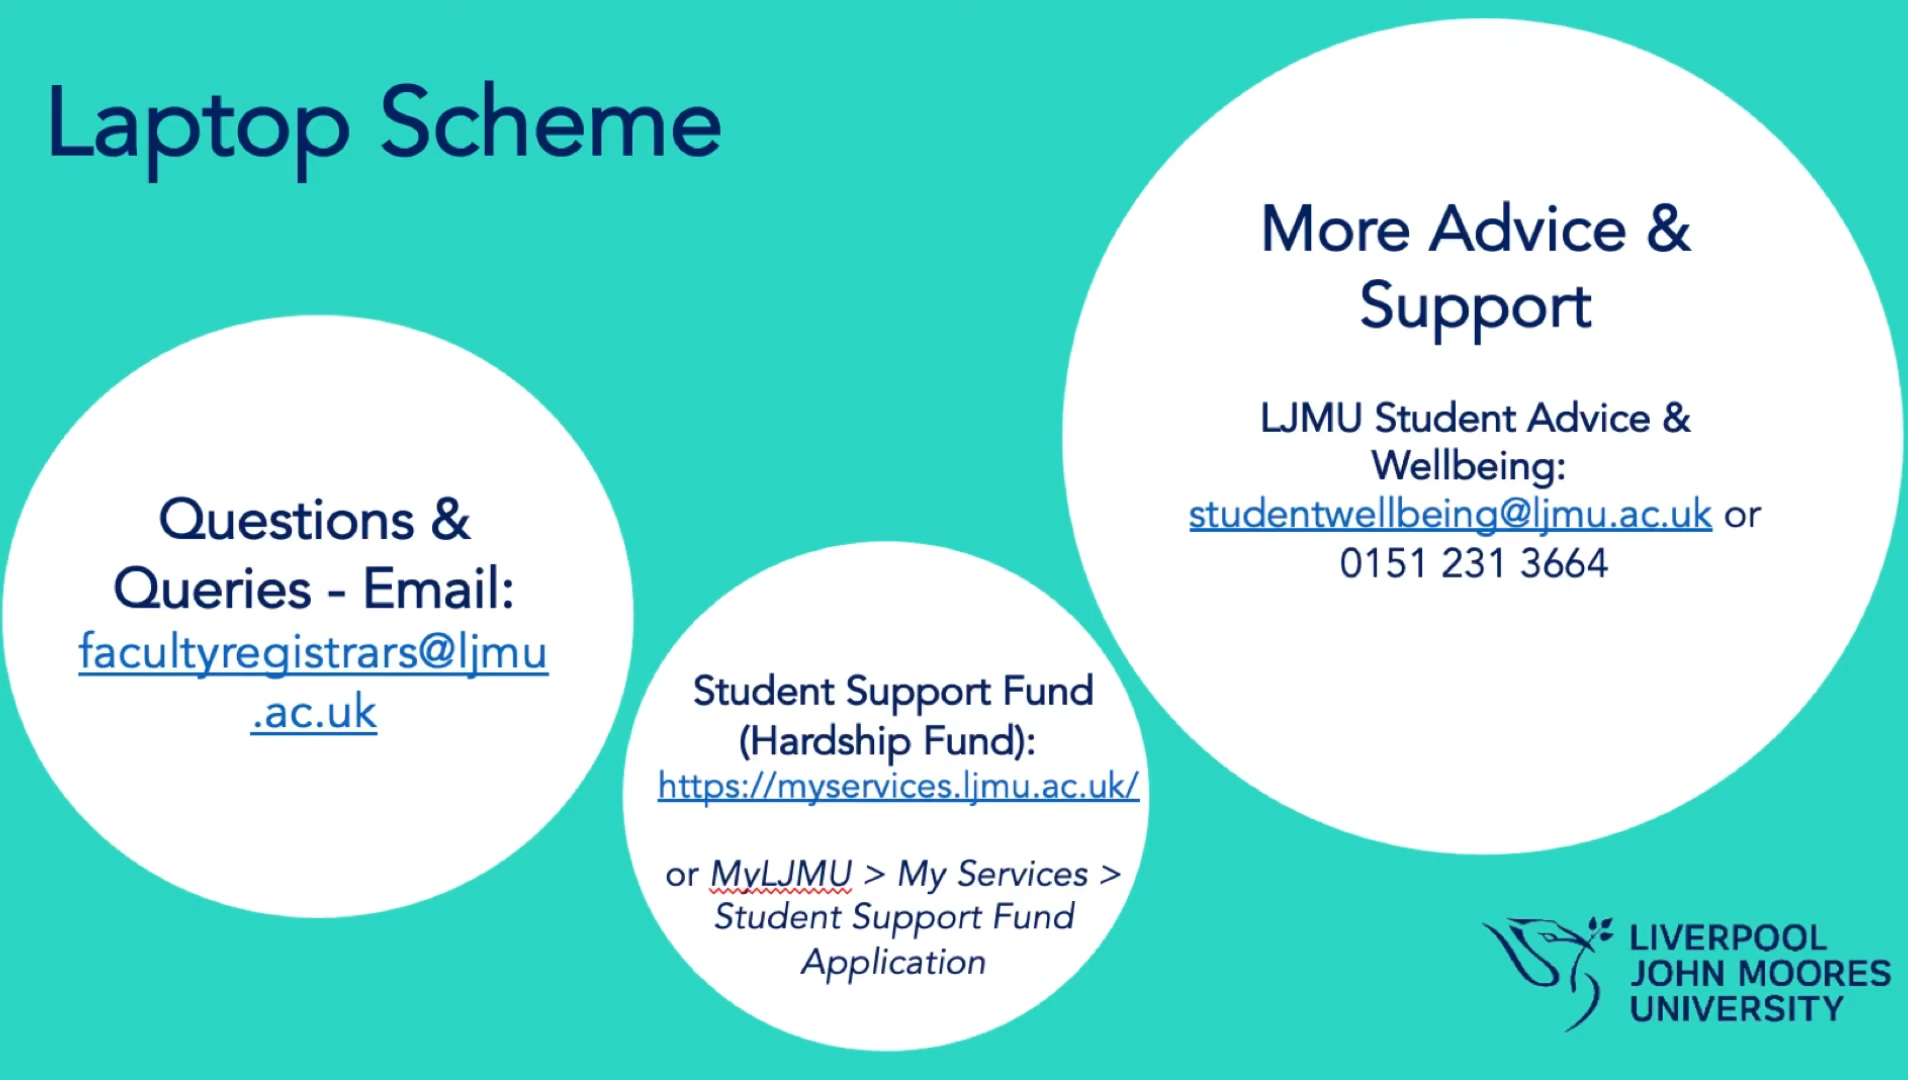 Laptop Scheme
Questions &
Queries - Email:
facultyregistrars@ljmu
.ac.uk
Student Support Fund
(Hardship Fund):
https://myservices.ljmu.ac.uk/
or MyLJMU > My Services >
Student Support Fund
Application
More Advice &
Support
LJMU Student Advice &
Wellbeing:
studentwellbeing@ljmu.ac.uk or
0151 231 3664
LIVERPOOL
JOHN MOORES
UNIVERSITY